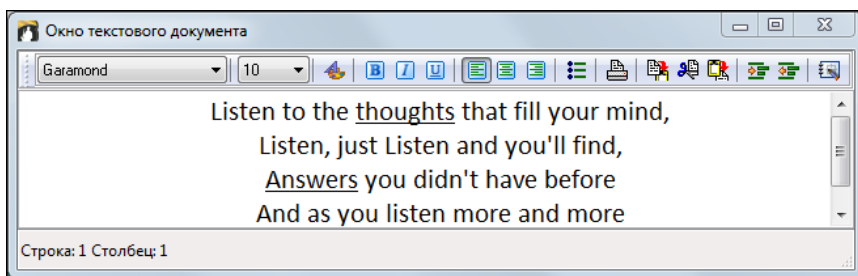 Окно текстового документа
Garamond 10 B I U
Listen to the thoughts that fill your mind,
Listen, just Listen and you'll find,
Answers you didn't have before
And as you listen more and more
Строка: 1 Столбец: 1